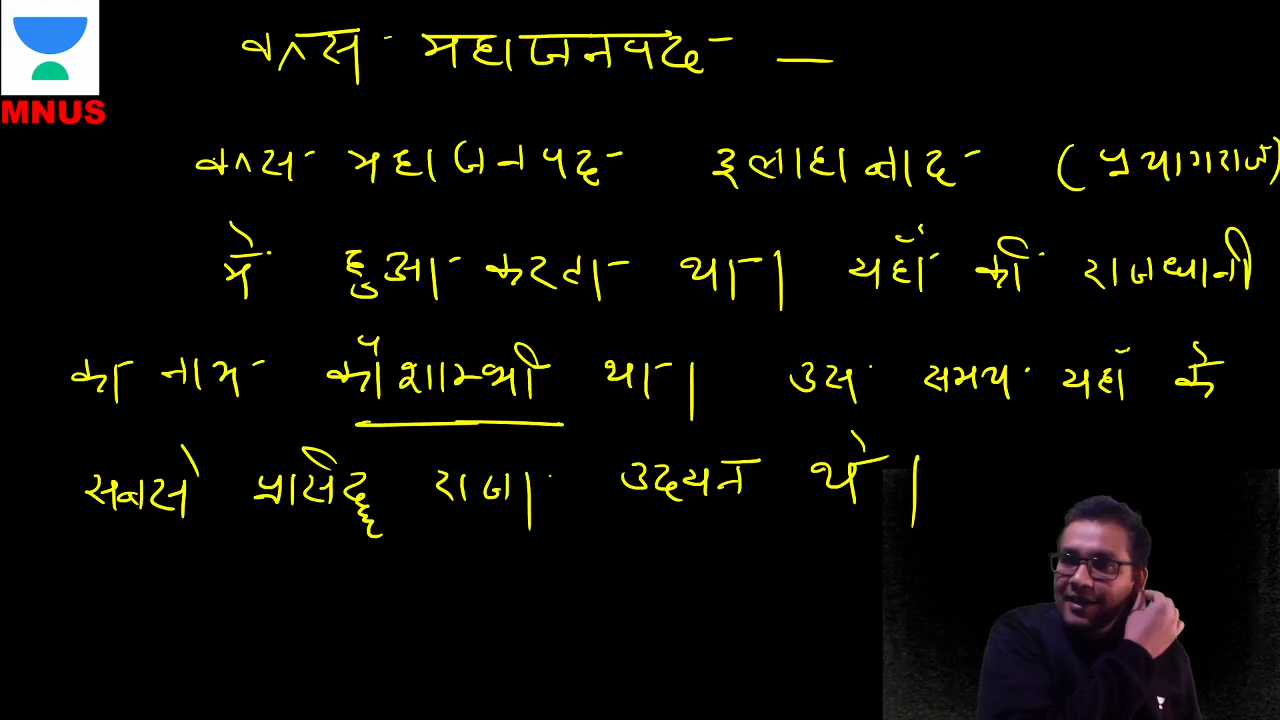 MNUS
वत्स महाजनपद —
वत्स महाजनपद इलाहाबाद (प्रयागराज)
में हुआ करता था। यहाँ की राजधानी
का नाम कौशाम्भी था। उस समय यहाँ के
सबसे प्रसिद्ध राजा उदयन थे।